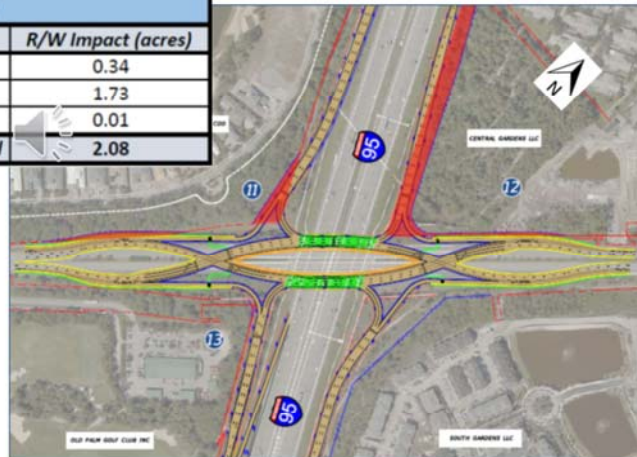 R/W Impact (acres)
0.34
1.73
0.01
2.08
N
95
CENTRAL GARDENS LLC
11
12
13
95
OLD PALM GOLF CLUB INC
SOUTH GARDENS LLC